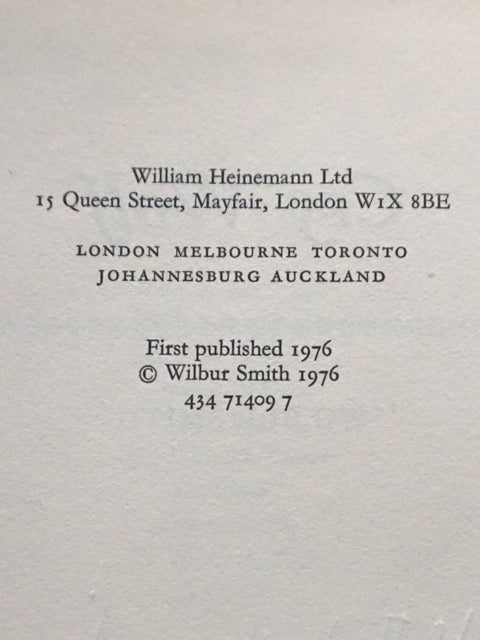 William Heinemann Ltd
15 Queen Street, Mayfair, London W1X 8BE
LONDON MELBOURNE TORONTO
JOHANNESBURG AUCKLAND
First published 1976
© Wilbur Smith 1976
434 71409 7